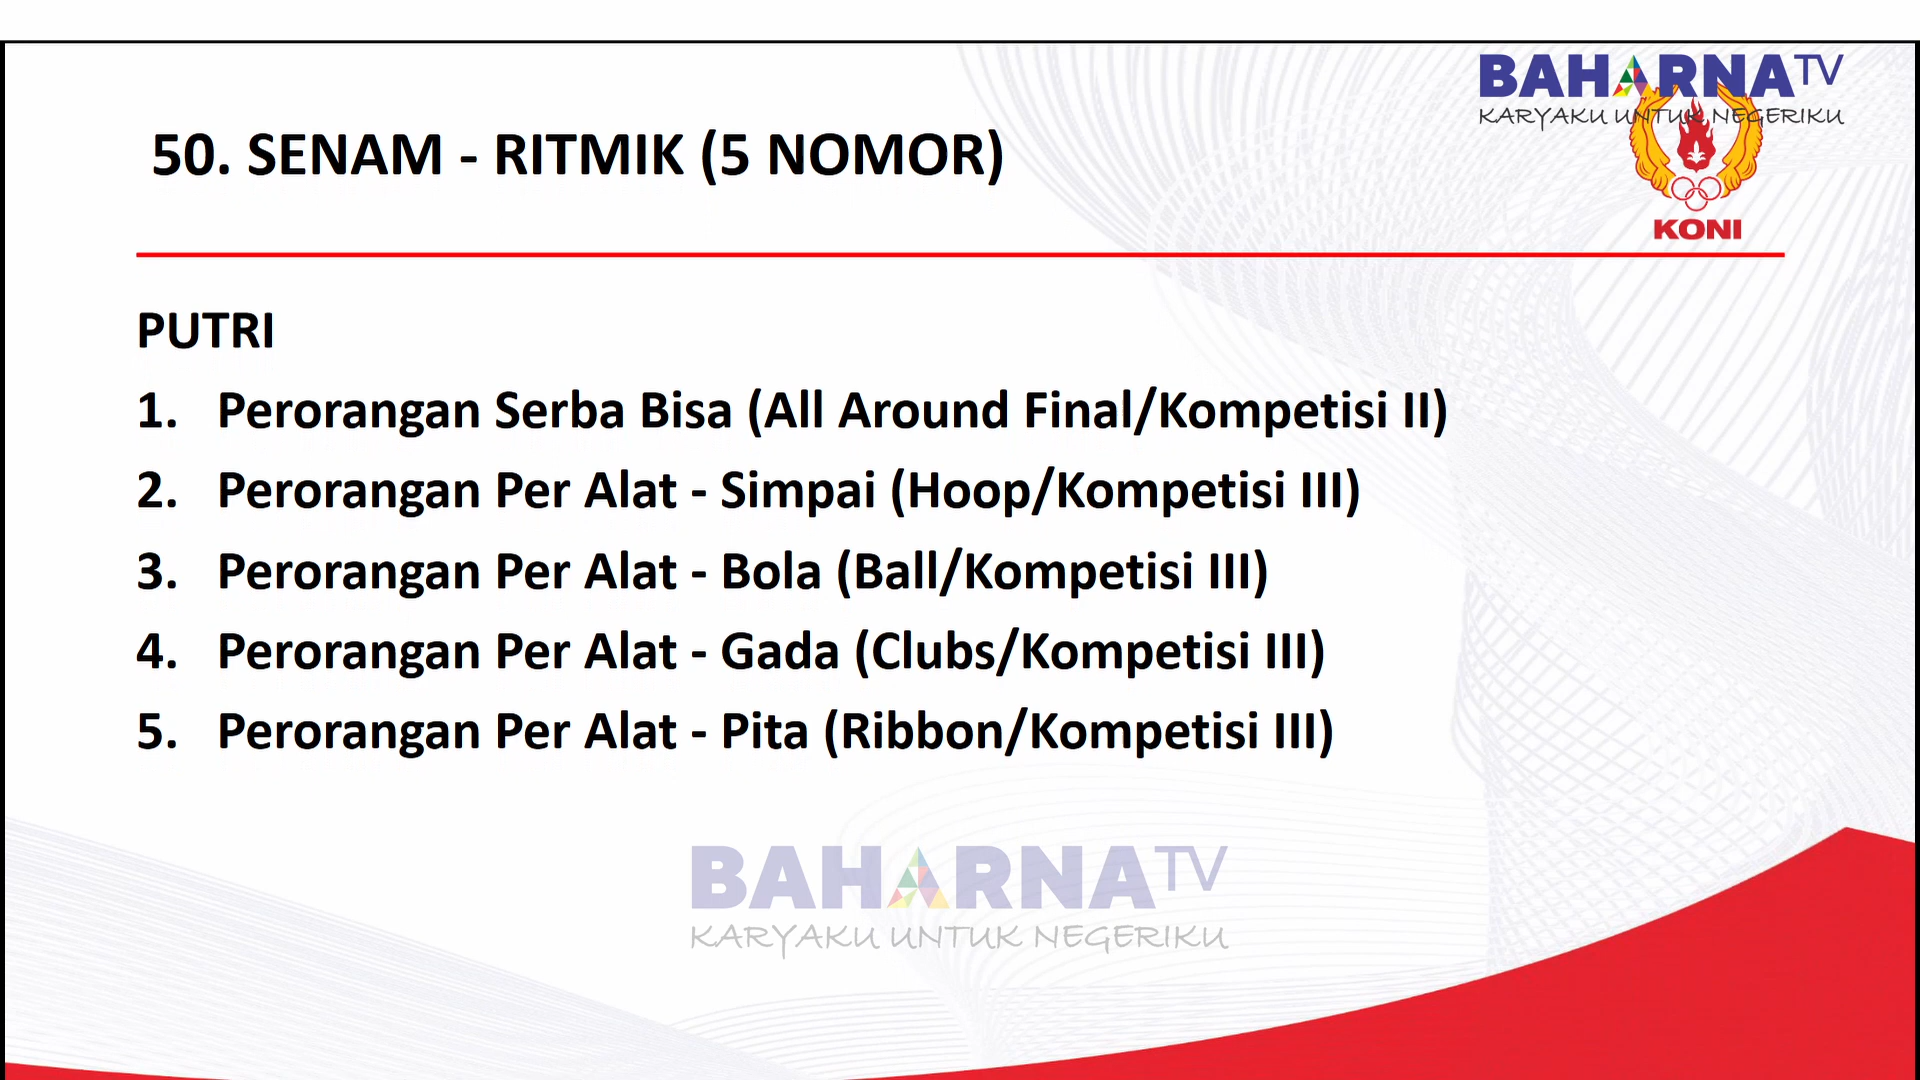 BAHARNATV
KARYAKU UNTUK NEGERIKU
50. SENAM - RITMIK (5 NOMOR)
KONI
PUTRI
1. Perorangan Serba Bisa (All Around Final/Kompetisi II)
2. Perorangan Per Alat - Simpai (Hoop/Kompetisi III)
3. Perorangan Per Alat - Bola (Ball/Kompetisi III)
4. Perorangan Per Alat - Gada (Clubs/Kompetisi III)
5. Perorangan Per Alat - Pita (Ribbon/Kompetisi III)
BAHARNATV
KARYAKU UNTUK NEGERIKU